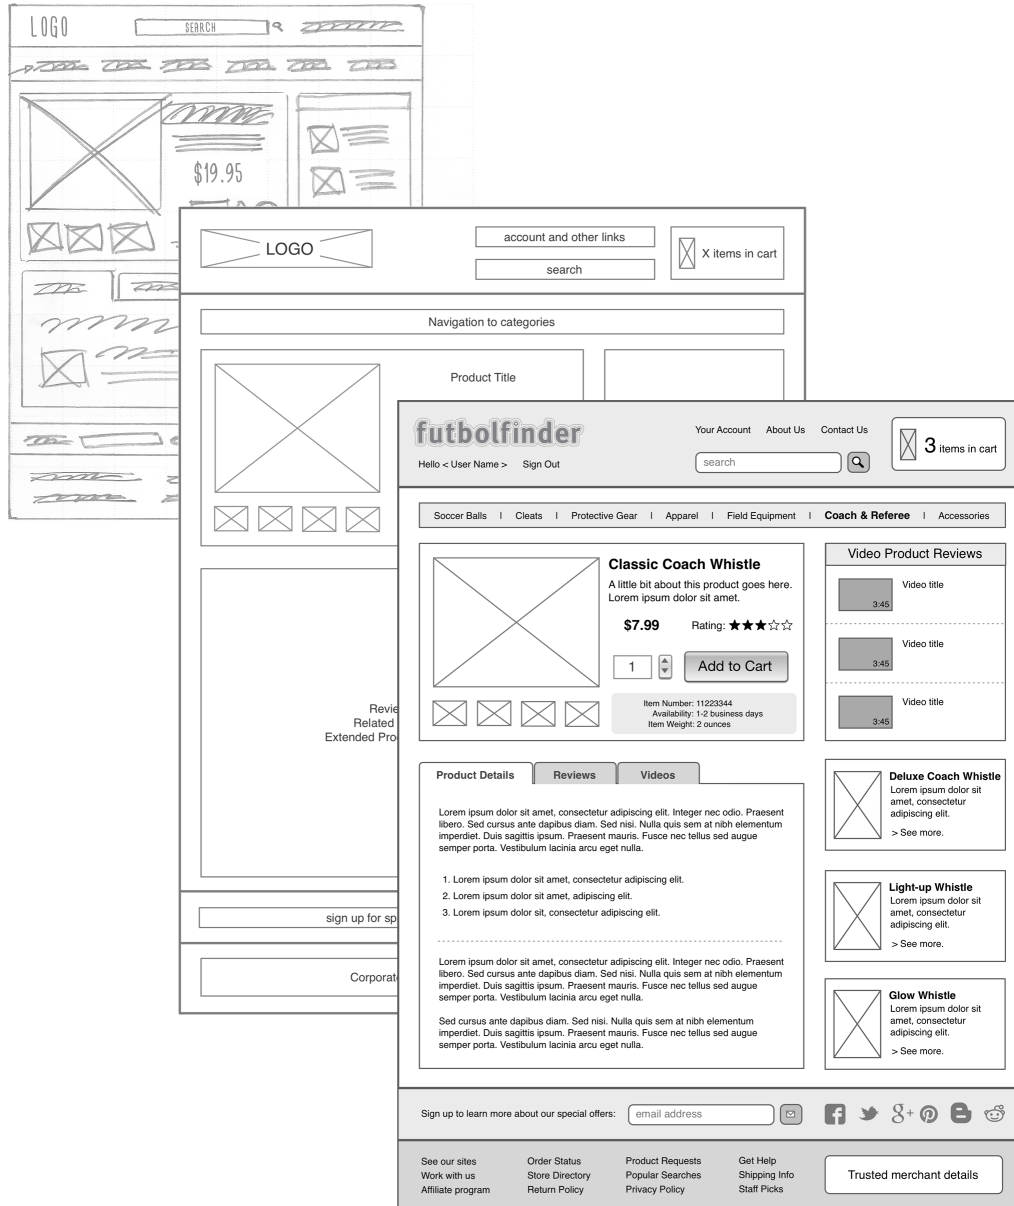 LOGO
SEARCH
$19.95
LOGO
account and other links
search
X items in cart
Navigation to categories
Product Title
Related
sign up for
futbolfinder
Hello < User Name > Sign Out
Your Account About Us Contact Us
search
3 items in cart
Soccer Balls | Cleats | Protective Gear | Apparel | Field Equipment | Coach & Referee | Accessories
Classic Coach Whistle
A little bit about this product goes here.
Lorem ipsum dolor sit amet.
$7.99 Rating:
1 Add to Cart
Item Number: 11223344
Availability: 1-2 business days
Item Weight: 2 ounces
Video Product Reviews
Video title
3:45
Video title
3:45
Video title
3:45
Product Details Reviews Videos
Lorem ipsum dolor sit amet, consectetur adipiscing elit. Integer nec odio. Praesent
libero. Sed cursus ante dapibus diam. Sed nisi. Nulla quis sem at nibh elementum
imperdiet. Duis sagittis ipsum. Praesent mauris. Fusce nec tellus sed augue
semper porta. Vestibulum lacinia arcu eget nulla.
1. Lorem ipsum dolor sit amet, consectetur adipiscing elit.
2. Lorem ipsum dolor sit amet, adipiscing elit.
3. Lorem ipsum dolor sit, consectetur adipiscing elit.
Lorem ipsum dolor sit amet, consectetur adipiscing elit. Integer nec odio. Praesent
libero. Sed cursus ante dapibus diam. Sed nisi. Nulla quis sem at nibh elementum
imperdiet. Duis sagittis ipsum. Praesent mauris. Fusce nec tellus sed augue
semper porta. Vestibulum lacinia arcu eget nulla.
Sed cursus ante dapibus diam. Sed nisi. Nulla quis sem at nibh elementum
imperdiet. Duis sagittis ipsum. Praesent mauris. Fusce nec tellus sed augue
semper porta. Vestibulum lacinia arcu eget nulla.
Deluxe Coach Whistle
Lorem ipsum dolor sit
amet, consectetur
adipiscing elit.
> See more.
Light-up Whistle
Lorem ipsum dolor sit
amet, consectetur
adipiscing elit.
> See more.
Glow Whistle
Lorem ipsum dolor sit
amet, consectetur
adipiscing elit.
> See more.
Sign up to learn more about our special offers: email address
See our sites Order Status Product Requests Get Help
Work with us Store Directory Popular Searches Shipping Info
Affiliate program Return Policy Privacy Policy Staff Picks
Trusted merchant details